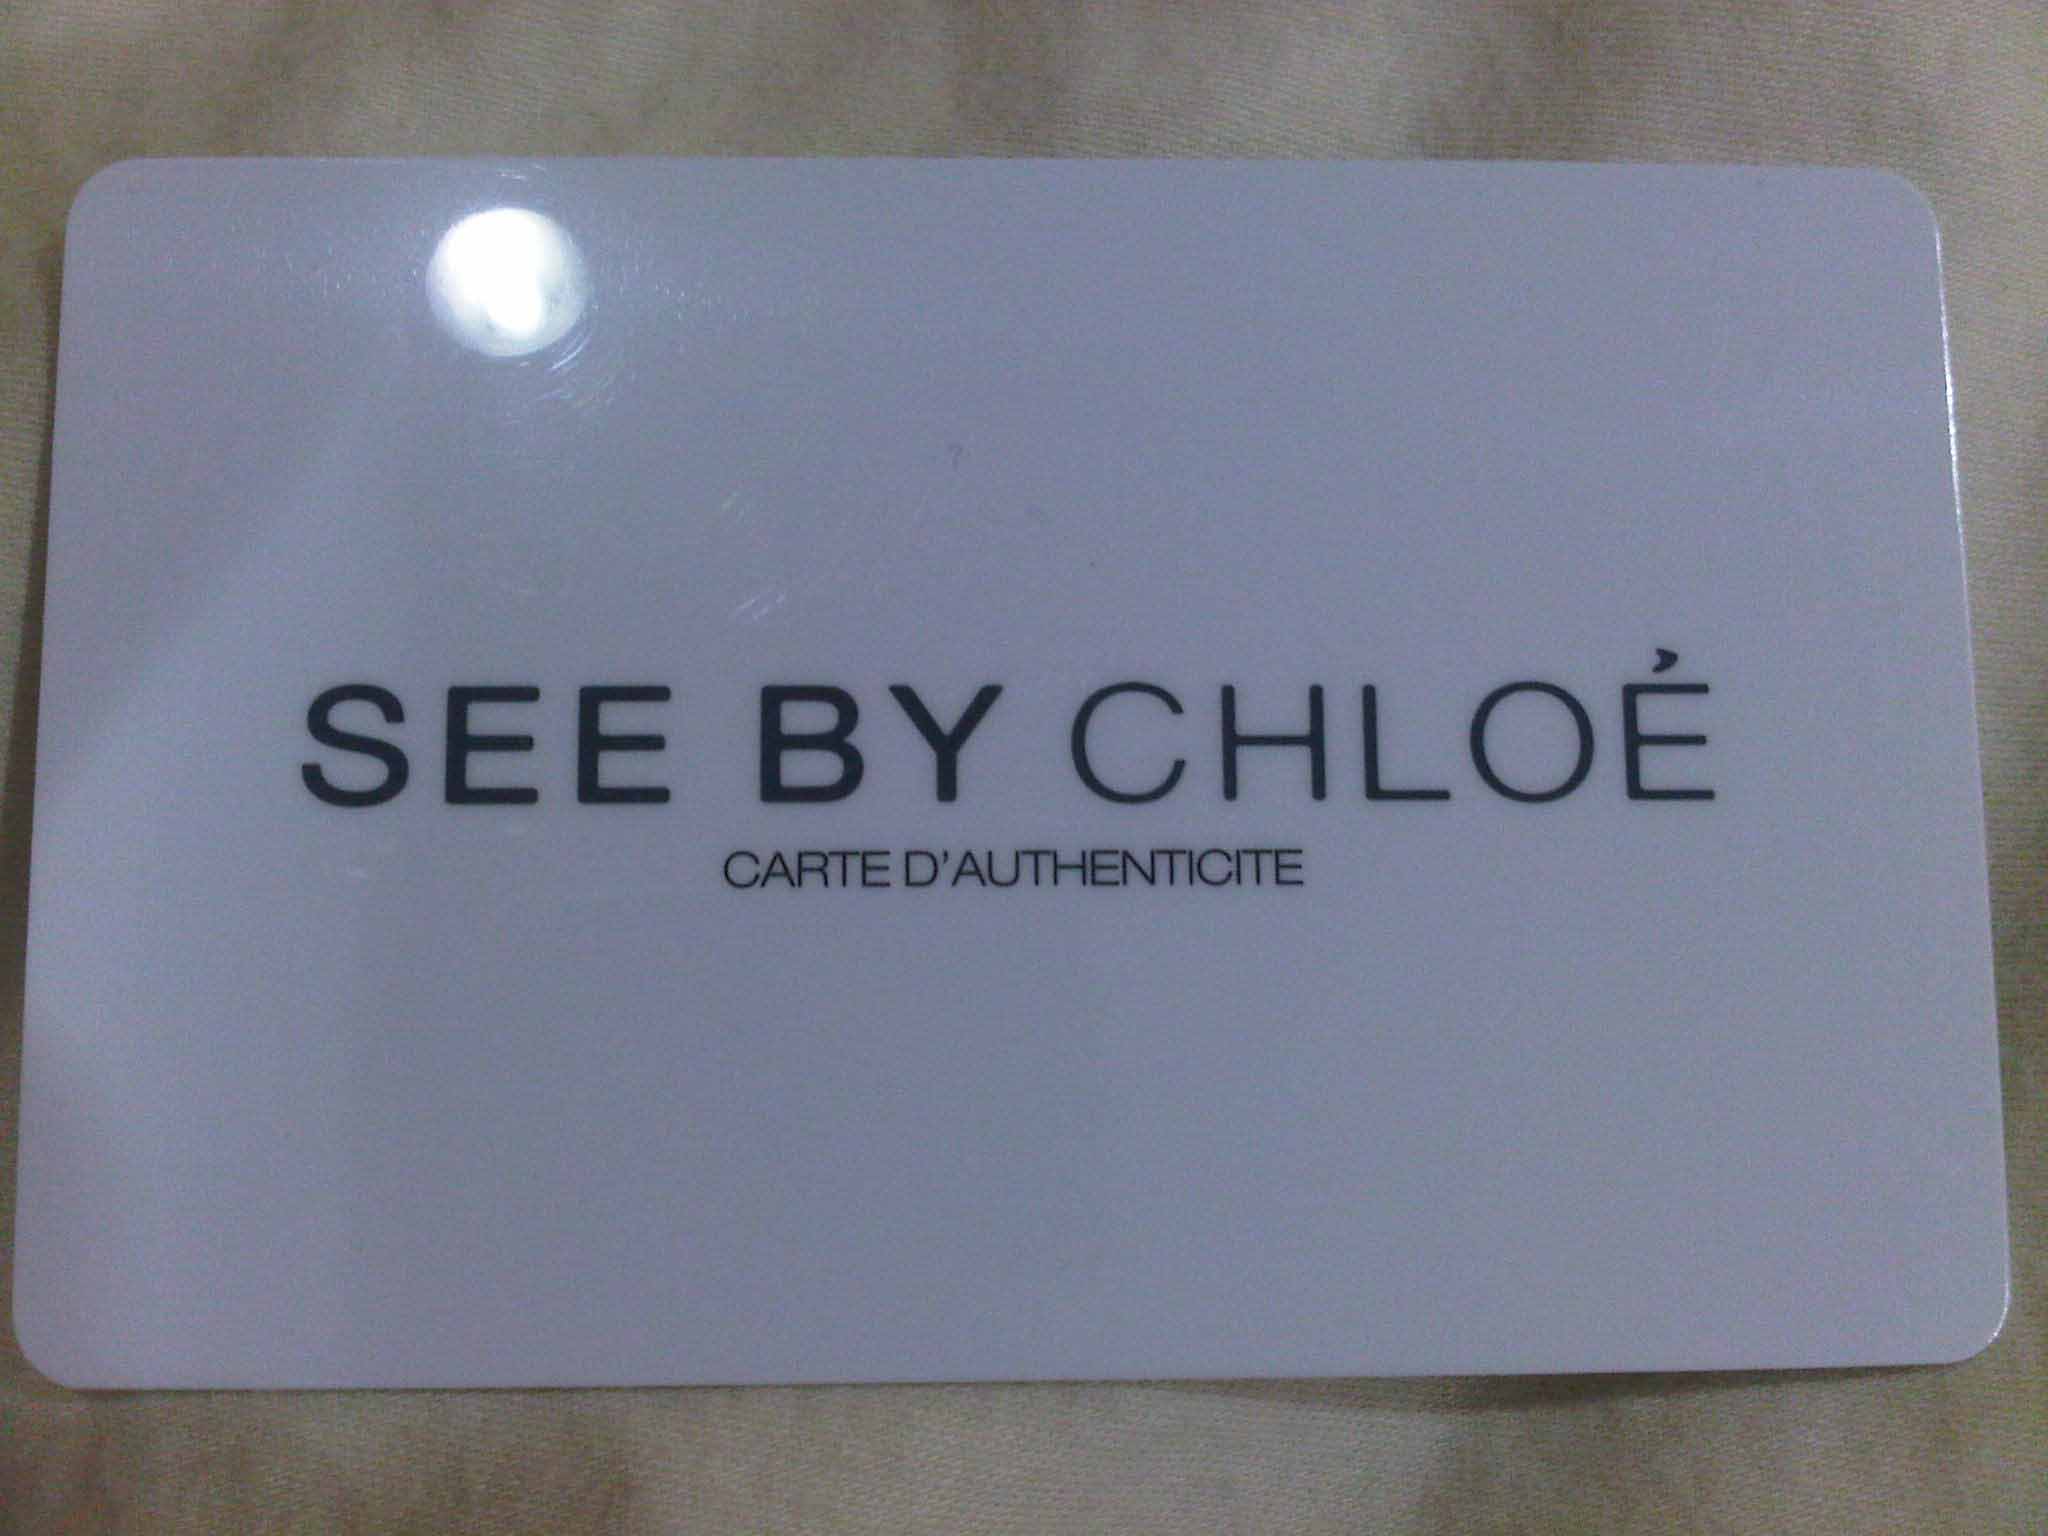 SEE BY CHLOÉ
CARTE D'AUTHENTICITE